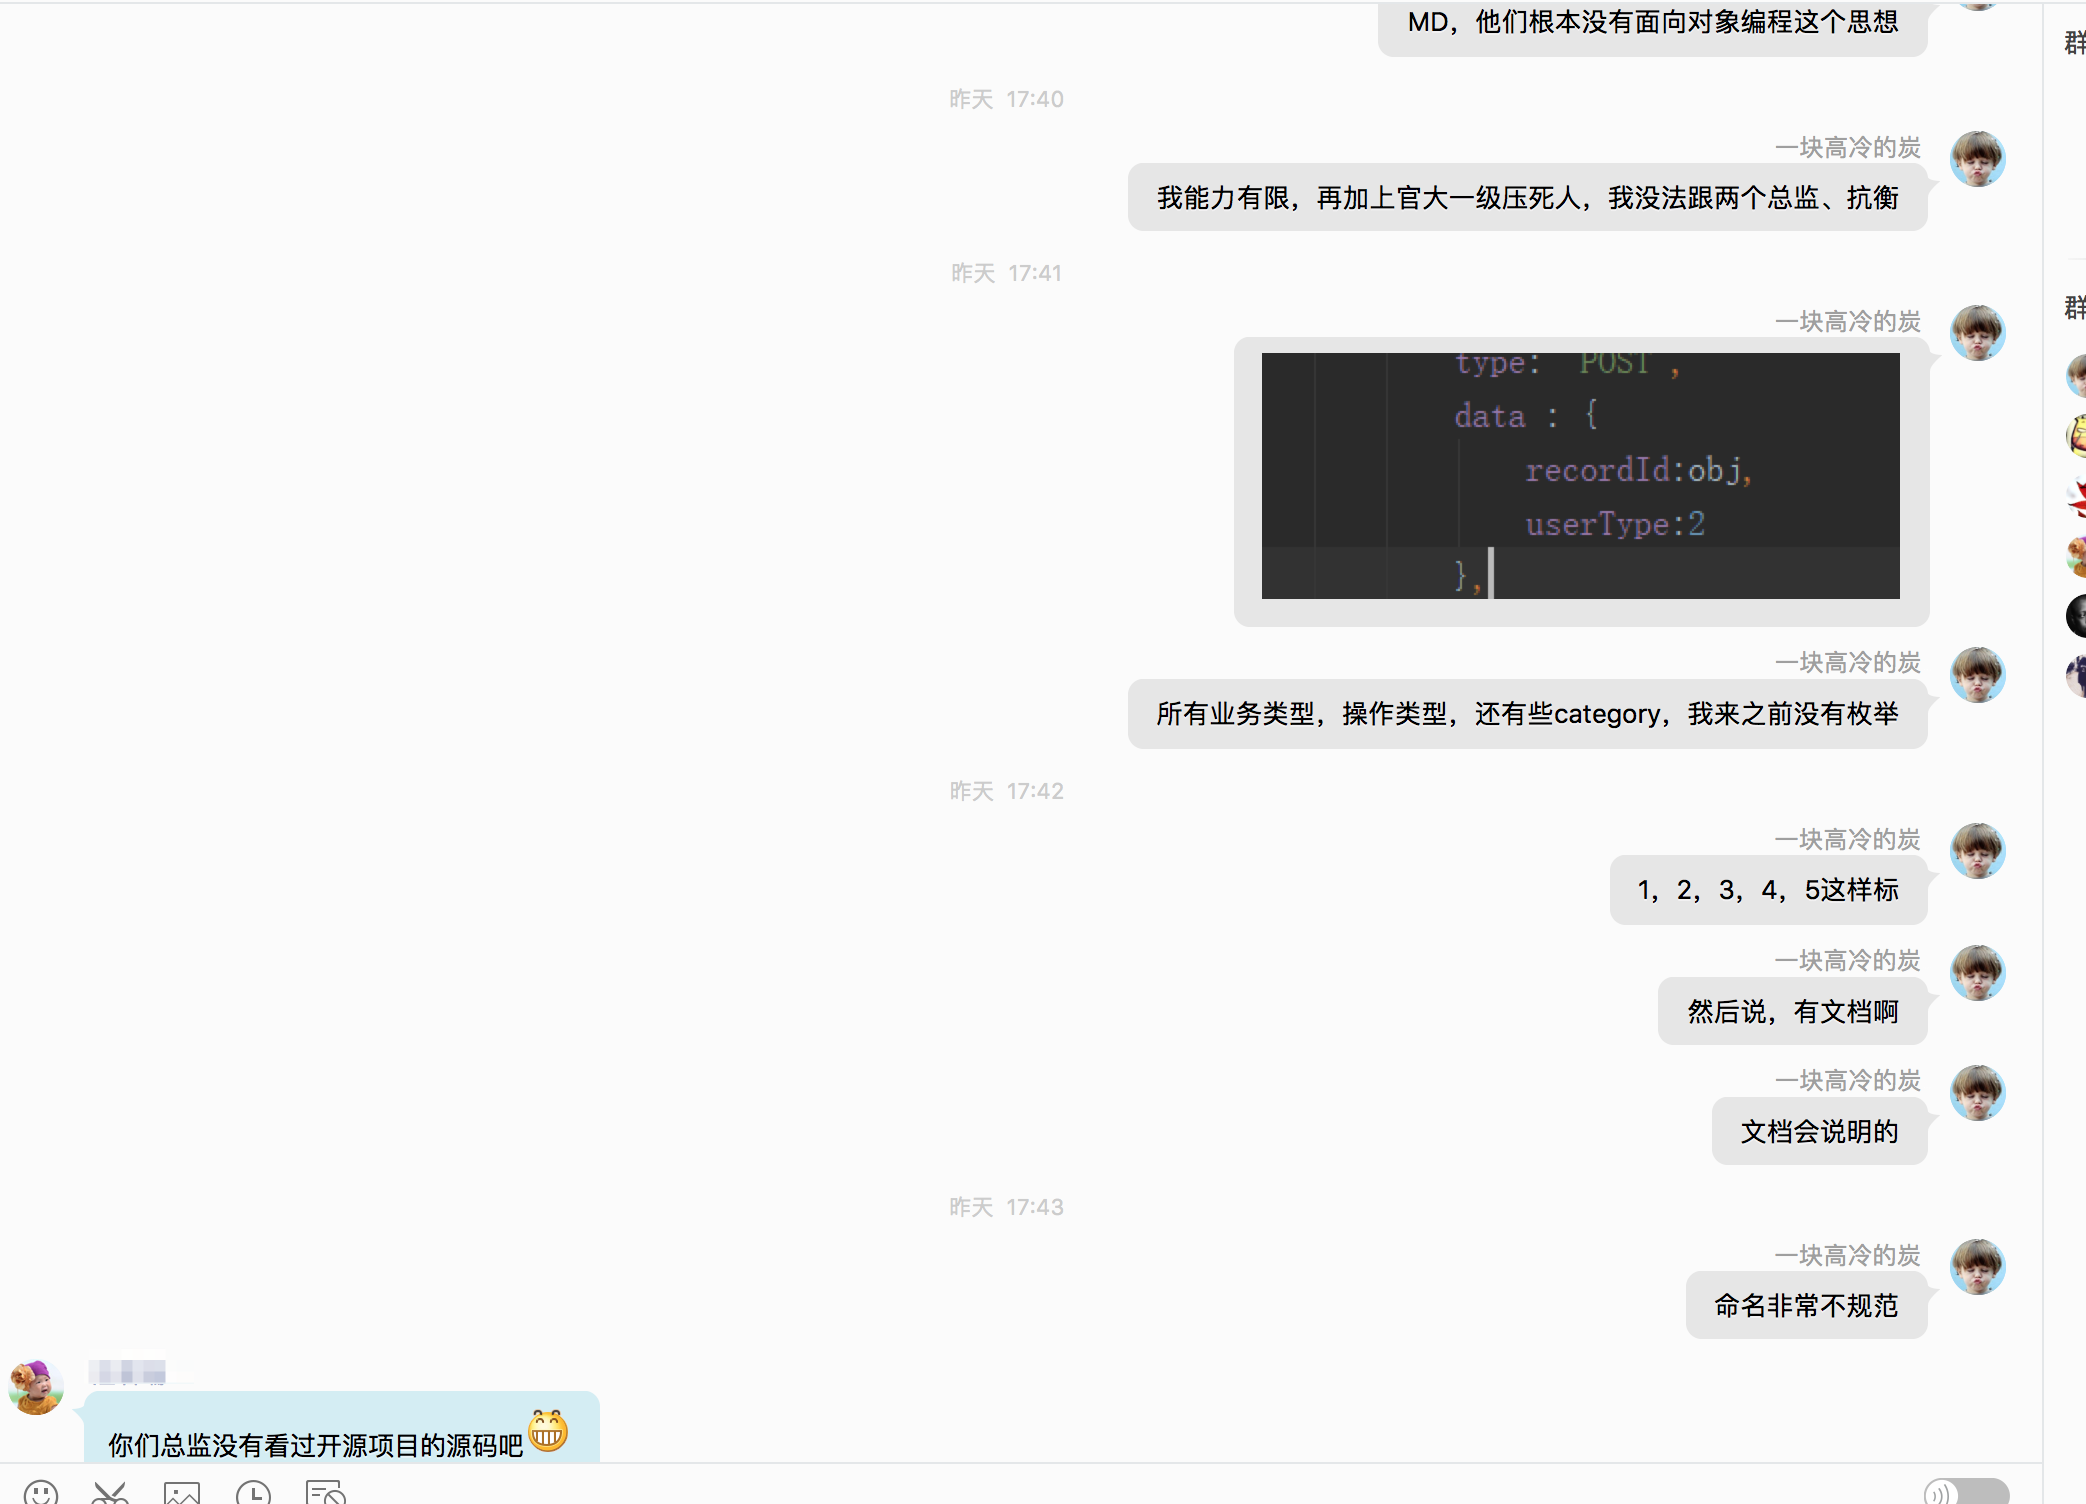 MD，他们根本没有面向对象编程这个思想
群
昨天 17:40
一块高冷的炭
我能力有限，再加上官大一级压死人，我没法跟两个总监、抗衡
昨天 17:41
群
一块高冷的炭
type: 'POST',
data : {
recordId:obj,
userType:2
},
一块高冷的炭
所有业务类型，操作类型，还有些category，我来之前没有枚举
昨天 17:42
一块高冷的炭
1，2，3，4，5这样标
一块高冷的炭
然后说，有文档啊
一块高冷的炭
文档会说明的
昨天 17:43
一块高冷的炭
命名非常不规范
你们总监没有看过开源项目的源码吧